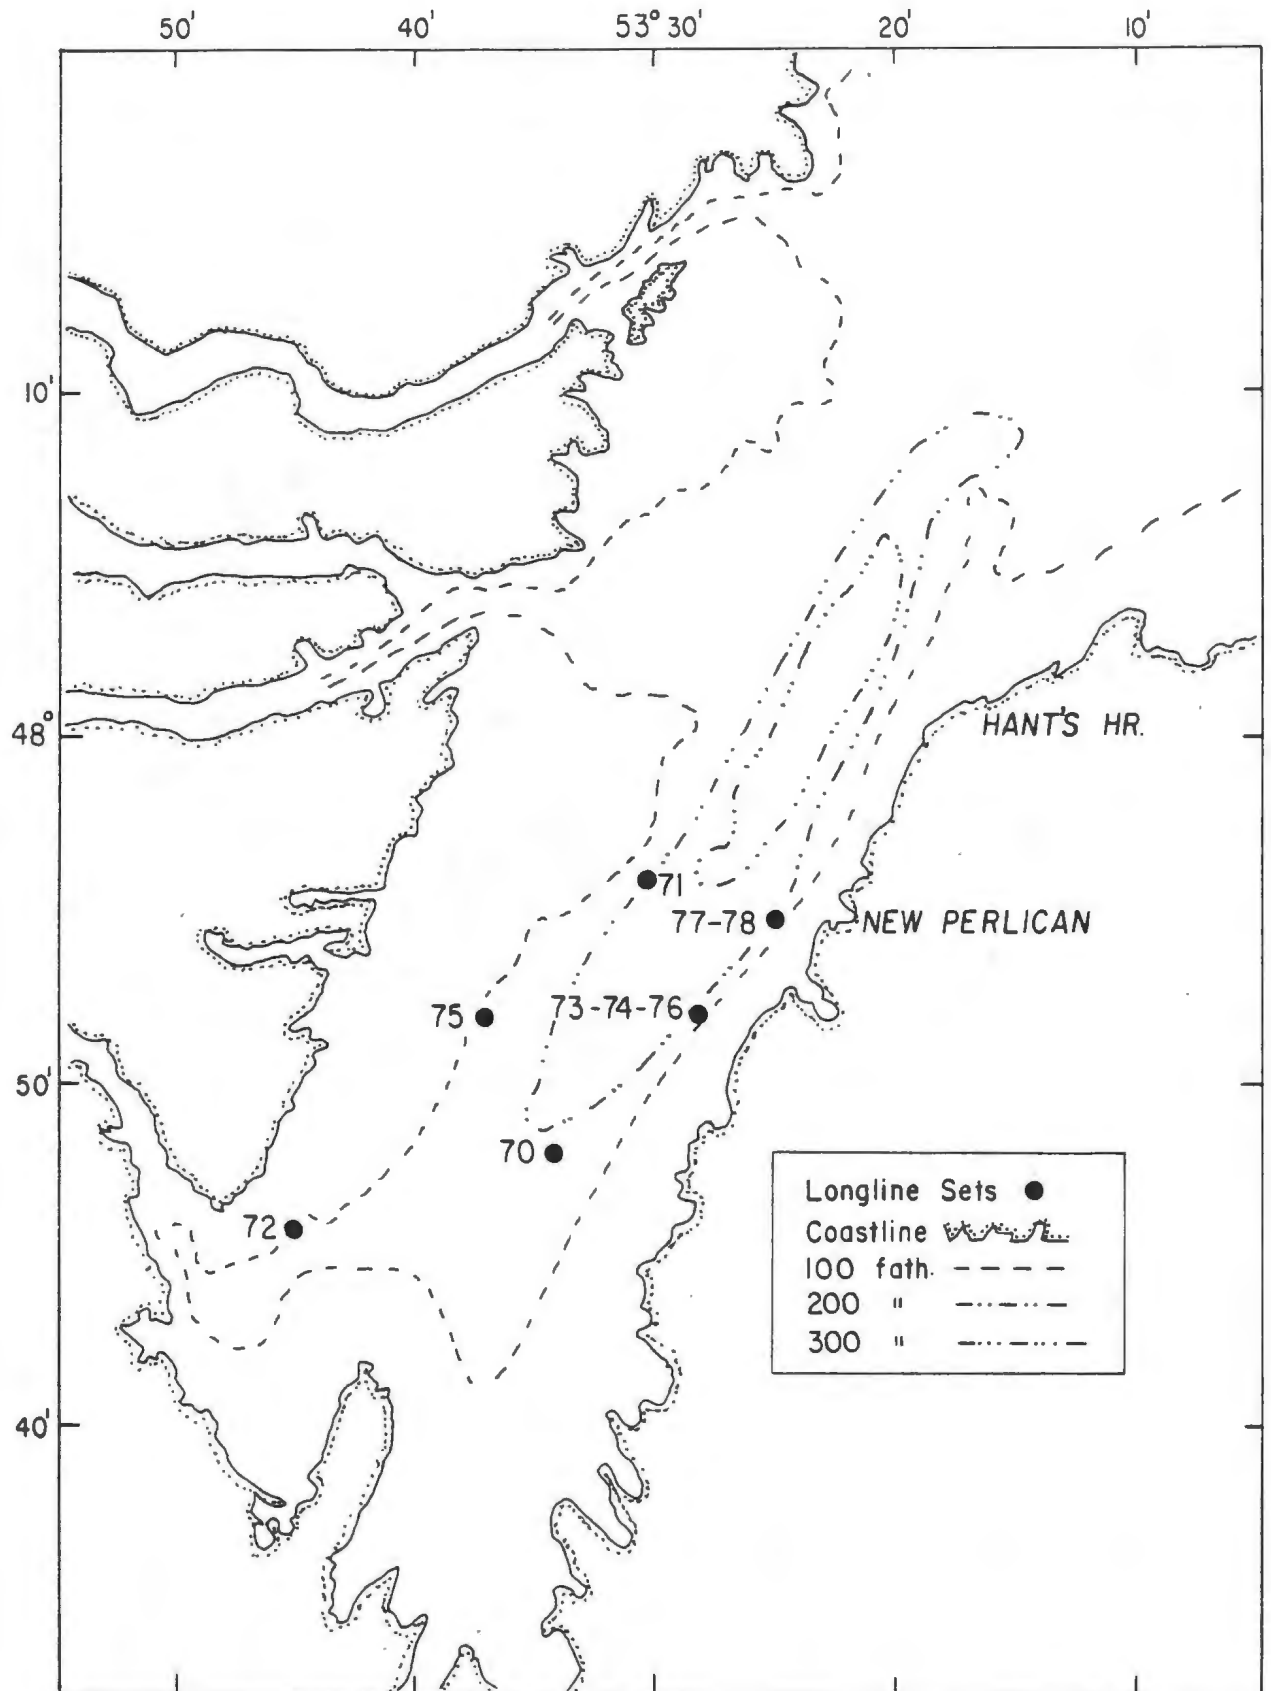 50' 40' 53° 30' 20' 10'
10'
48°
HANT'S HR.
71
77-78
NEW PERLICAN
75
73-74-76
50'
70
72
Longline Sets
Coastline
100 fath.
200 "
300 "
40'